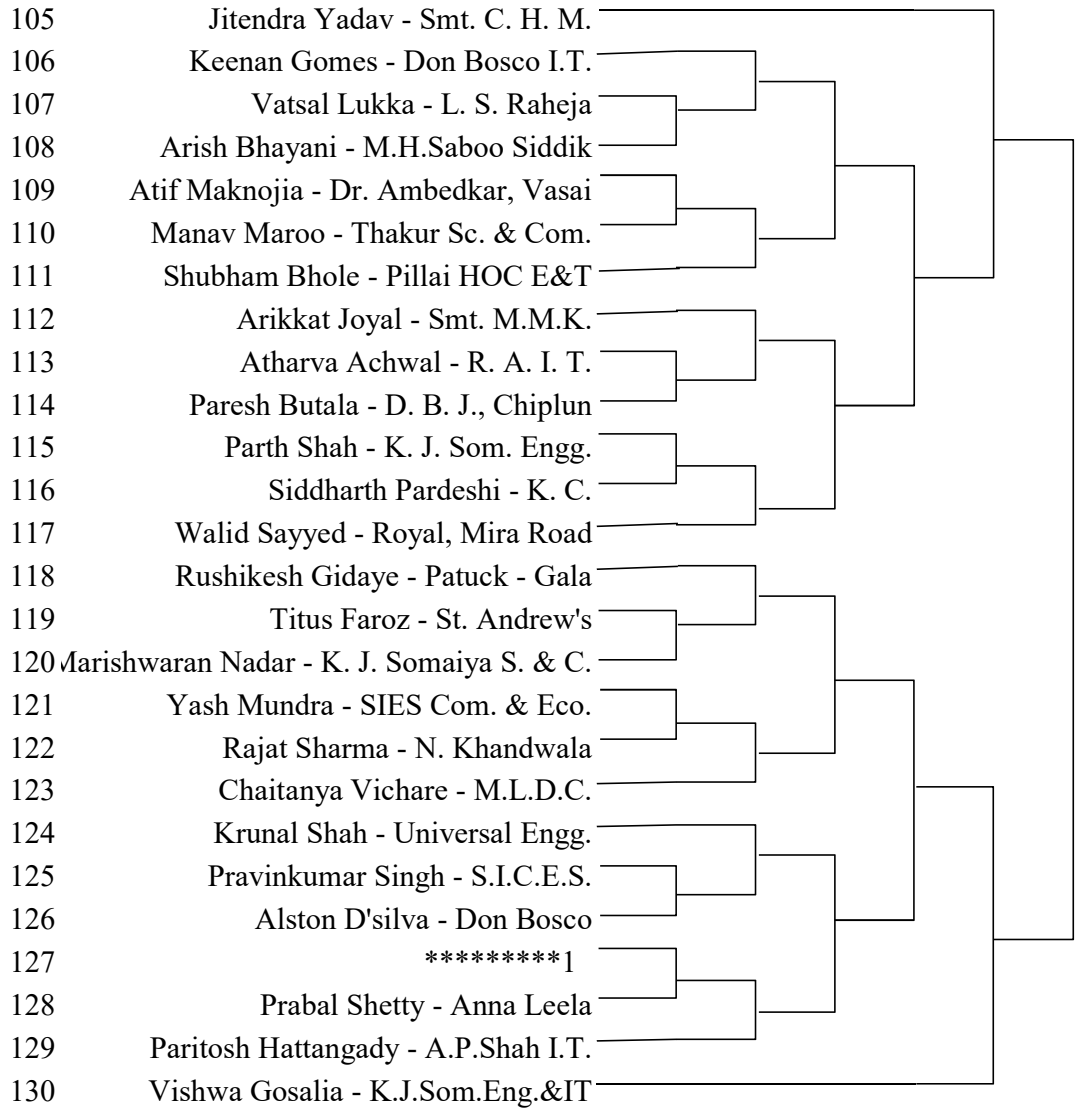 105 Jitendra Yadav - Smt. C. H. M.
106 Keenan Gomes - Don Bosco I.T.
107 Vatsal Lukka - L. S. Raheja
108 Arish Bhayani - M.H.Saboo Siddik
109 Atif Maknojia - Dr. Ambedkar, Vasai
110 Manav Maroo - Thakur Sc. & Com.
111 Shubham Bhole - Pillai HOC E&T
112 Arikkat Joyal - Smt. M.M.K.
113 Atharva Achwal - R. A. I. T.
114 Paresh Butala - D. B. J., Chiplun
115 Parth Shah - K. J. Som. Engg.
116 Siddharth Pardeshi - K. C.
117 Walid Sayyed - Royal, Mira Road
118 Rushikesh Gidaye - Patuck - Gala
119 Titus Faroz - St. Andrew's
120 Marishwaran Nadar - K. J. Somaiya S. & C.
121 Yash Mundra - SIES Com. & Eco.
122 Rajat Sharma - N. Khandwala
123 Chaitanya Vichare - M.L.D.C.
124 Krunal Shah - Universal Engg.
125 Pravinkumar Singh - S.I.C.E.S.
126 Alston D'silva - Don Bosco
127 *********1
128 Prabal Shetty - Anna Leela
129 Paritosh Hattangady - A.P.Shah I.T.
130 Vishwa Gosalia - K.J.Som.Eng.&IT